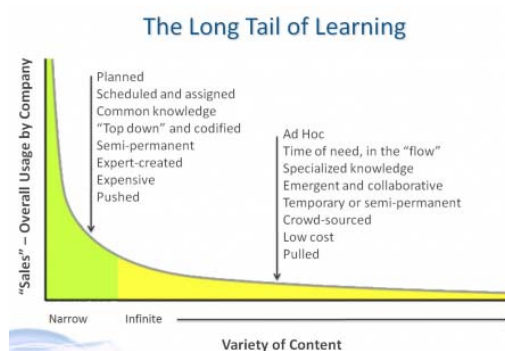 The Long Tail of Learning
"Sales" – Overall Usage by Company
Planned
Scheduled and assigned
Common knowledge
"Top down" and codified
Semi-permanent
Expert-created
Expensive
Pushed
Ad Hoc
Time of need, in the "flow"
Specialized knowledge
Emergent and collaborative
Temporary or semi-permanent
Crowd-sourced
Low cost
Pulled
Narrow
Infinite
Variety of Content